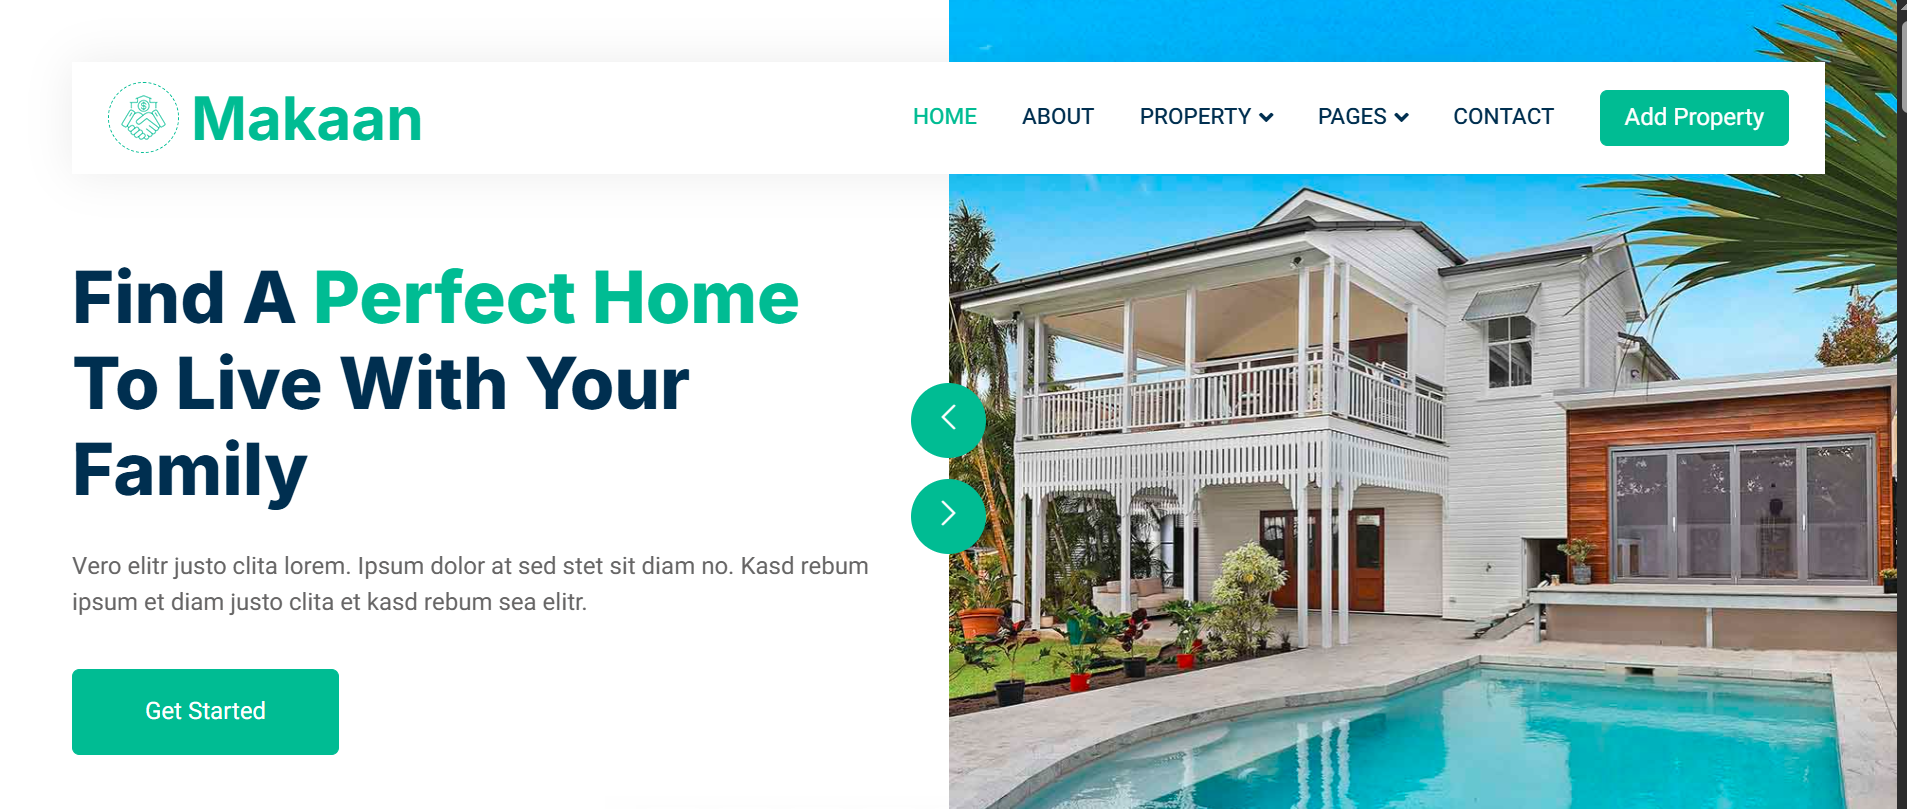 Makaan
HOME ABOUT PROPERTY PAGES CONTACT Add Property
Find A Perfect Home
To Live With Your
Family
Vero elitr justo clita lorem. Ipsum dolor at sed stet sit diam no. Kasd rebum
ipsum et diam justo clita et kasd rebum sea elitr.
Get Started